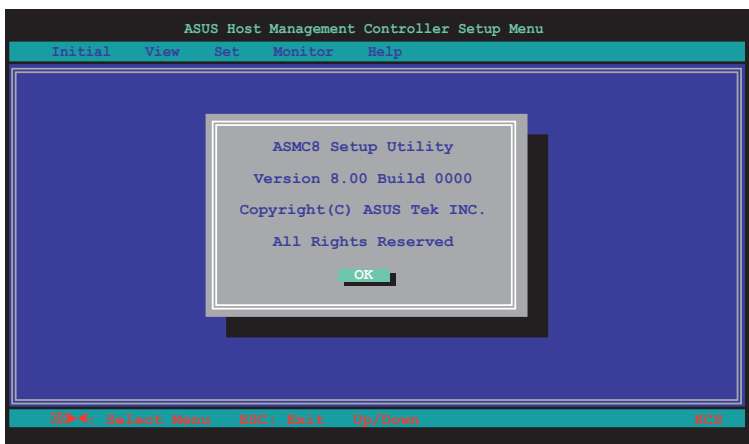 ASUS Host Management Controller Setup Menu
Initial View Set Monitor Help
ASMC8 Setup Utility
Version 8.00 Build 0000
Copyright(C) ASUS Tek INC.
All Rights Reserved
OK
: Select Menu ESC: Exit Up/Down KCS